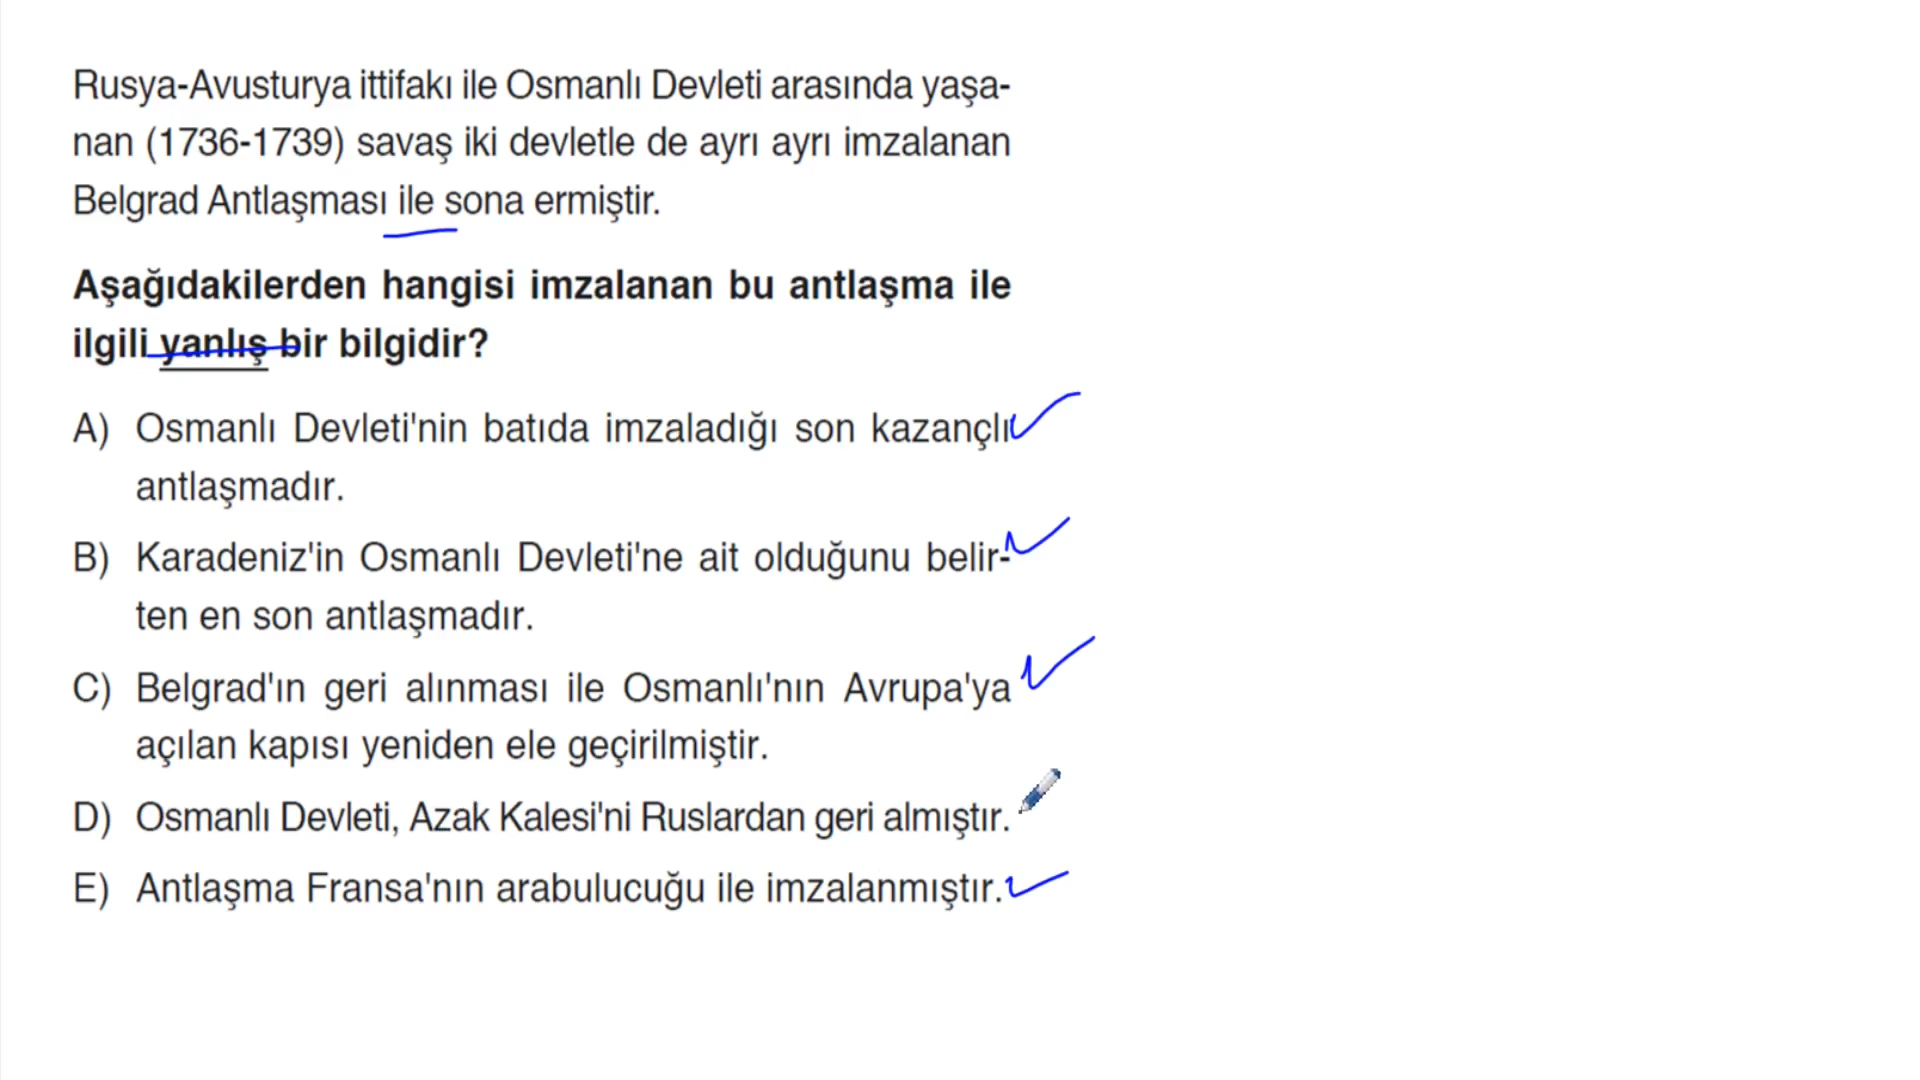 Rusya-Avusturya ittifakı ile Osmanlı Devleti arasında yaşa-
nan (1736-1739) savaş iki devletle de ayrı ayrı imzalanan
Belgrad Antlaşması ile sona ermiştir.
Aşağıdakilerden hangisi imzalanan bu antlaşma ile
ilgili yanlış bir bilgidir?
A) Osmanlı Devleti'nin batıda imzaladığı son kazançlı
antlaşmadır.
B) Karadeniz'in Osmanlı Devleti'ne ait olduğunu belir-
ten en son antlaşmadır.
C) Belgrad'ın geri alınması ile Osmanlı'nın Avrupa'ya
açılan kapısı yeniden ele geçirilmiştir.
D) Osmanlı Devleti, Azak Kalesi'ni Ruslardan geri almıştır.
E) Antlaşma Fransa'nın arabulucuğu ile imzalanmıştır.